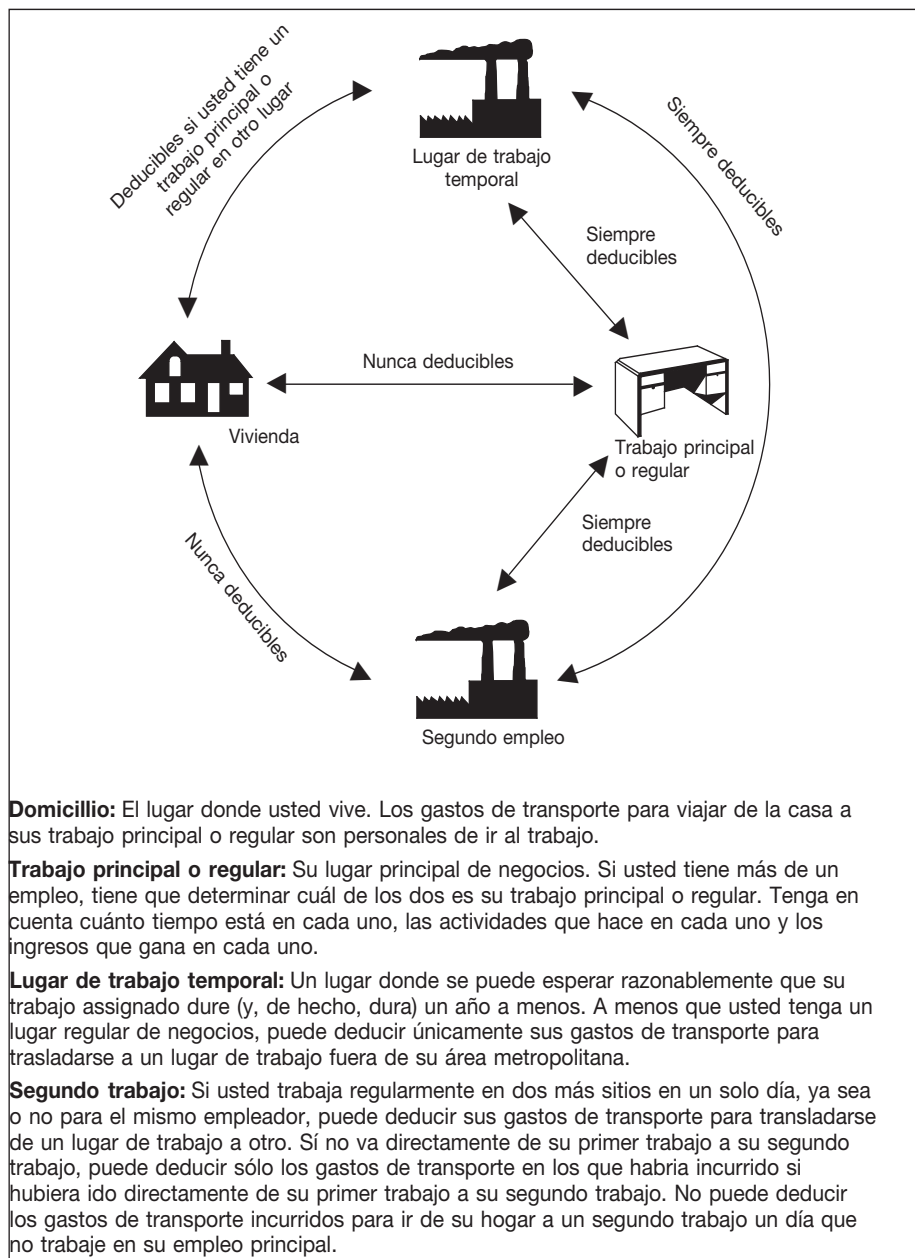 Deducibles si usted tiene un
trabajo principal o
regular en otro lugar
Siempre deducibles
Lugar de trabajo
temporal
Siempre
deducibles
Nunca deducibles
Vivienda
Trabajo principal
o regular
Siempre
deducibles
Nunca deducibles
Segundo empleo
Domicillio: El lugar donde usted vive. Los gastos de transporte para viajar de la casa a
sus trabajo principal o regular son personales de ir al trabajo.
Trabajo principal o regular: Su lugar principal de negocios. Si usted tiene más de un
empleo, tiene que determinar cuál de los dos es su trabajo principal o regular. Tenga en
cuenta cuánto tiempo está en cada uno, las actividades que hace en cada uno y los
ingresos que gana en cada uno.
Lugar de trabajo temporal: Un lugar donde se puede esperar razonablemente que su
trabajo assignado dure (y, de hecho, dura) un año a menos. A menos que usted tenga un
lugar regular de negocios, puede deducir únicamente sus gastos de transporte para
trasladarse a un lugar de trabajo fuera de su área metropolitana.
Segundo trabajo: Si usted trabaja regularmente en dos más sitios en un solo día, ya sea
o no para el mismo empleador, puede deducir sus gastos de transporte para transladarse
de un lugar de trabajo a otro. Sí no va directamente de su primer trabajo a su segundo
trabajo, puede deducir sólo los gastos de transporte en los que habria incurrido si
hubiera ido directamente de su primer trabajo a su segundo trabajo. No puede deducir
los gastos de transporte incurridos para ir de su hogar a un segundo trabajo un día que
no trabaje en su empleo principal.